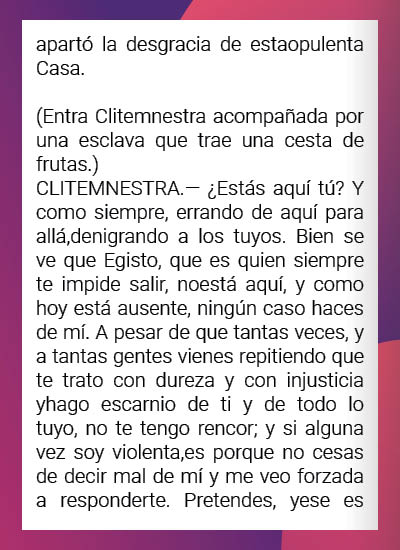 apartó la desgracia de estaopulenta
Casa.
(Entra Clitemnestra acompañada por
una esclava que trae una cesta de
frutas.)
CLITEMNESTRA.— ¿Estás aquí tú? Y
como siempre, errando de aquí para
allá,denigrando a los tuyos. Bien se
ve que Egisto, que es quien siempre
te impide salir, noestá aquí, y como
hoy está ausente, ningún caso haces
de mí. A pesar de que tantas veces, y
a tantas gentes vienes repitiendo que
te trato con dureza y con injusticia
yhago escarnio de ti y de todo lo
tuyo, no te tengo rencor; y si alguna
vez soy violenta,es porque no cesas
de decir mal de mí y me veo forzada
a responderte. Pretendes, yese es